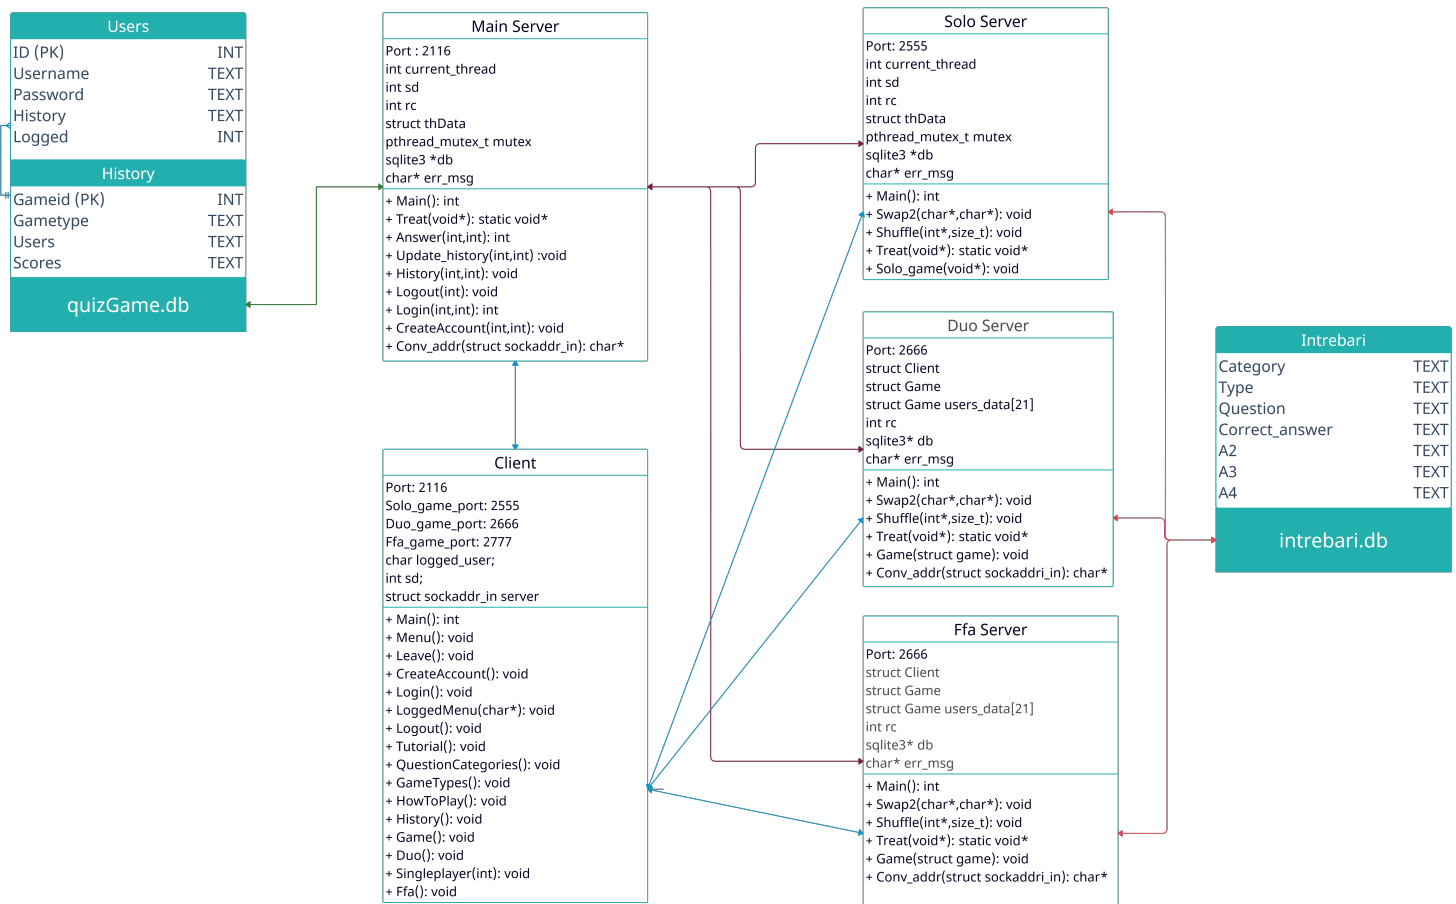 Users
ID (PK) INT
Username TEXT
Password TEXT
History TEXT
Logged INT
History
Gameid (PK) INT
Gametype TEXT
Users TEXT
Scores TEXT
quizGame.db
Main Server
Port : 2116
int current_thread
int sd
int rc
struct thData
pthread_mutex_t mutex
sqlite3 *db
char* err_msg
+ Main(): int
+ Treat(void*): static void*
+ Answer(int,int): int
+ Update_history(int,int) :void
+ History(int,int): void
+ Logout(int): void
+ Login(int,int): int
+ CreateAccount(int,int): void
+ Conv_addr(struct sockaddr_in): char*
Client
Port: 2116
Solo_game_port: 2555
Duo_game_port: 2666
Ffa_game_port: 2777
char logged_user;
int sd;
struct sockaddr_in server
+ Main(): int
+ Menu(): void
+ Leave(): void
+ CreateAccount(): void
+ Login(): void
+ LoggedMenu(char*): void
+ Logout(): void
+ Tutorial(): void
+ QuestionCategories(): void
+ GameTypes(): void
+ HowToPlay(): void
+ History(): void
+ Game(): void
+ Duo(): void
+ Singleplayer(int): void
+ Ffa(): void
Solo Server
Port: 2555
int current_thread
int sd
int rc
struct thData
pthread_mutex_t mutex
sqlite3 *db
char* err_msg
+ Main(): int
+ Swap2(char*,char*): void
+ Shuffle(int*,size_t): void
+ Treat(void*): static void*
+ Solo_game(void*): void
Duo Server
Port: 2666
struct Client
struct Game
struct Game users_data[21]
int rc
sqlite3* db
char* err_msg
+ Main(): int
+ Swap2(char*,char*): void
+ Shuffle(int*,size_t): void
+ Treat(void*): static void*
+ Game(struct game): void
+ Conv_addr(struct sockaddri_in): char*
Ffa Server
Port: 2666
struct Client
struct Game
struct Game users_data[21]
int rc
sqlite3* db
char* err_msg
+ Main(): int
+ Swap2(char*,char*): void
+ Shuffle(int*,size_t): void
+ Treat(void*): static void*
+ Game(struct game): void
+ Conv_addr(struct sockaddri_in): char*
Intrebari
Category TEXT
Type TEXT
Question TEXT
Correct_answer TEXT
A2 TEXT
A3 TEXT
A4 TEXT
intrebari.db